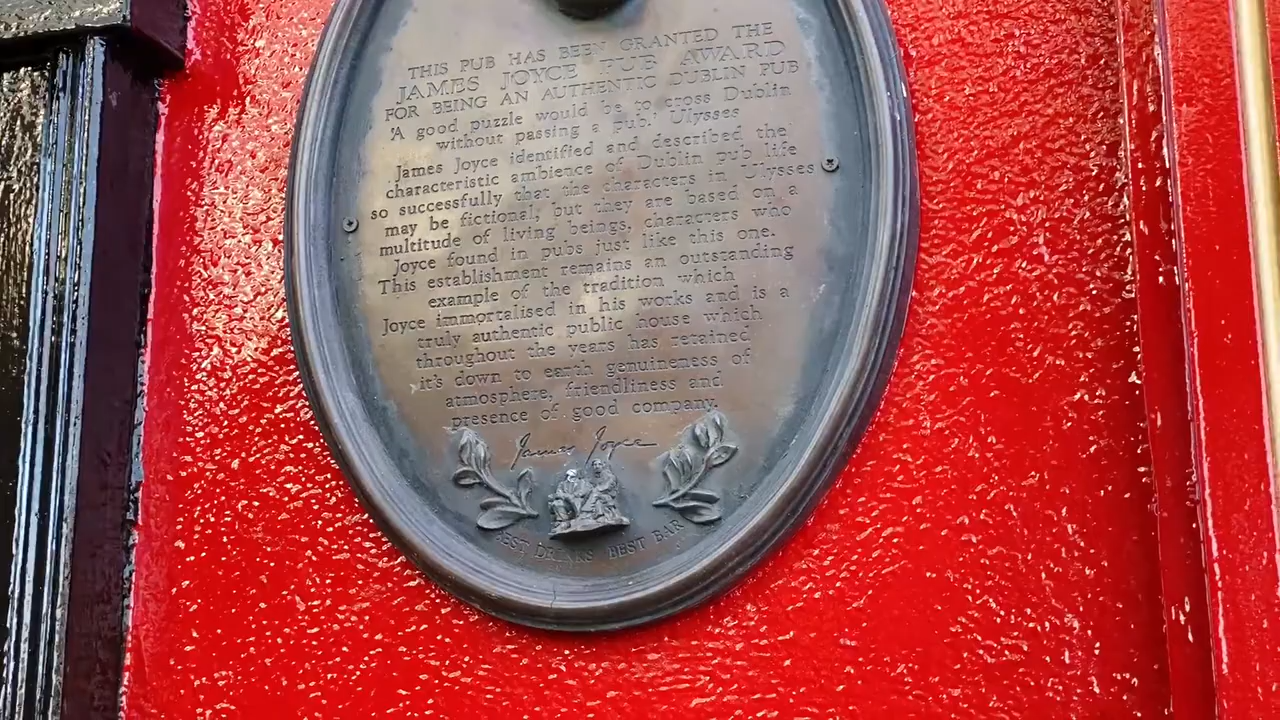 THIS PUB HAS BEEN GRANTED THE
JAMES JOYCE PUB AWARD
FOR BEING AN AUTHENTIC DUBLIN PUB
'A good puzzle would be to cross Dublin
without passing a pub.' Ulysses
James Joyce identified and described the
characteristic ambience of Dublin pub life
so successfully that the characters in Ulysses
may be fictional, but they are based on a
multitude of living beings, characters who
Joyce found in pubs just like this one.
This establishment remains an outstanding
example of the tradition which
Joyce immortalised in his works and is a
truly authentic public house which
throughout the years has retained
it's down to earth genuineness of
atmosphere, friendliness and
presence of good company.
James Joyce
BEST DRINKS BEST BAR